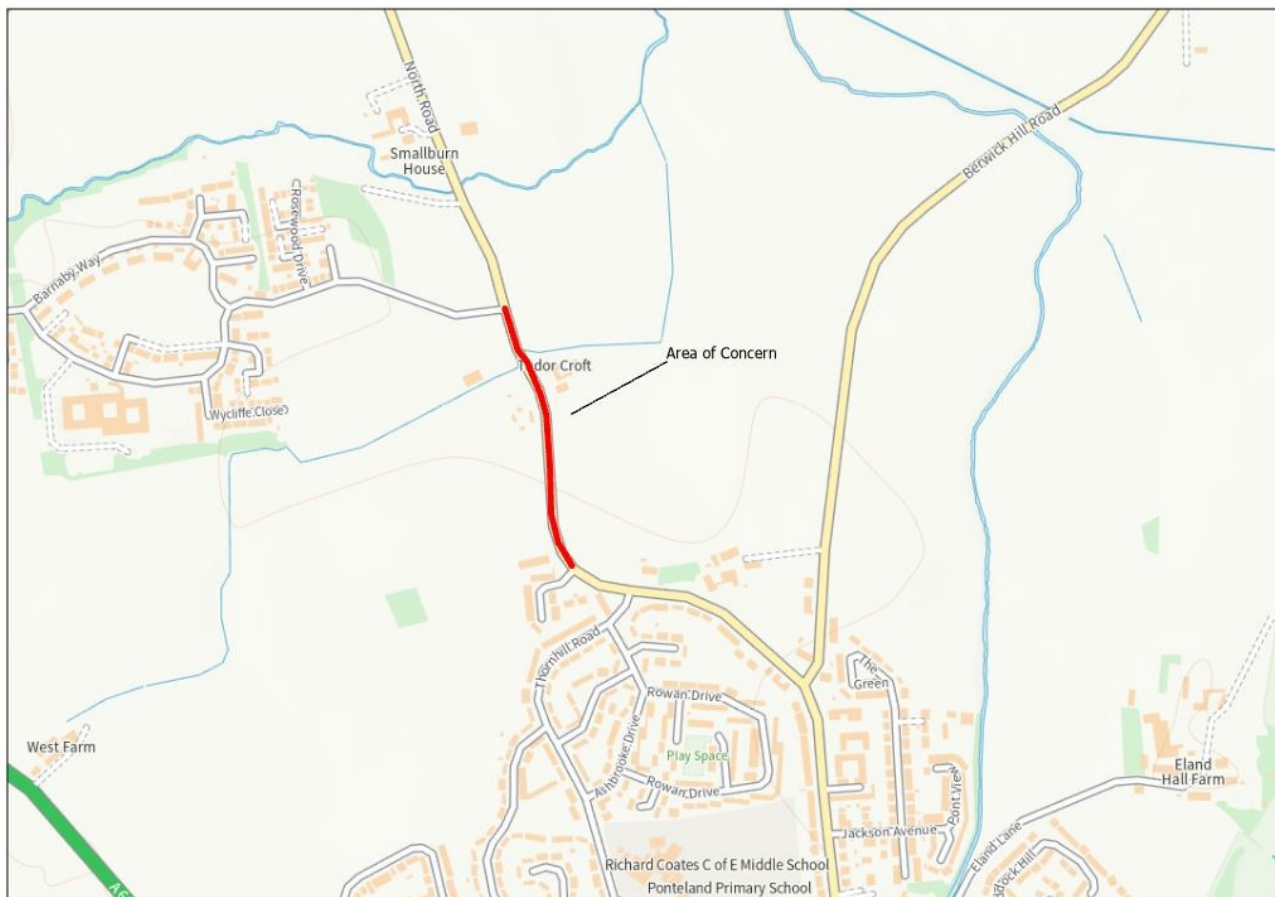 North Road
Berwick Hill Road
Smallburn
House
Rosewood Drive
Barnaby Way
Area of Concern
Tudor Croft
Wycliffe Close
Thornhill Road
The
Green
Rowan Drive
Ashbrooke Drive
Play Space
West Farm
Rowan Drive
Pont View
Eland
Hall Farm
Jackson Avenue
Eland Lane
Richard Coates C of E Middle School
Ponteland Primary School